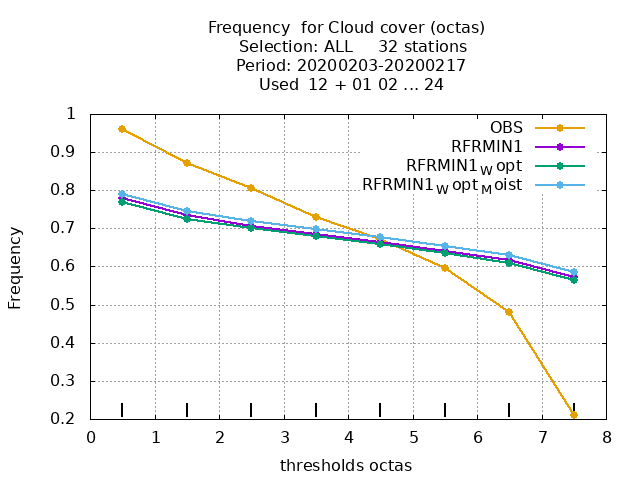 Frequency  for Cloud cover (octas)
Selection: ALL     32 stations
Period: 20200203-20200217
Used  12 + 01 02 ... 24
OBS
RFRMIN1
RFRMIN1Wopt
RFRMIN1WoptMoist
1
0.9
0.8
0.7
0.6
0.5
0.4
0.3
0.2
Frequency
0 1 2 3 4 5 6 7 8
thresholds octas